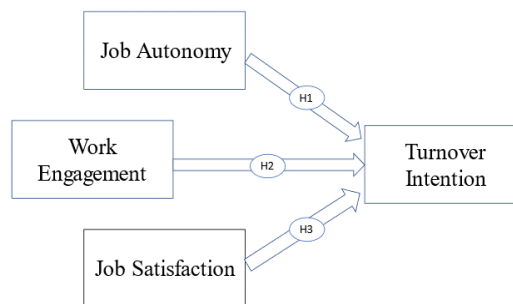 Job Autonomy
H1
Work
Engagement
H2
Turnover
Intention
H3
Job Satisfaction